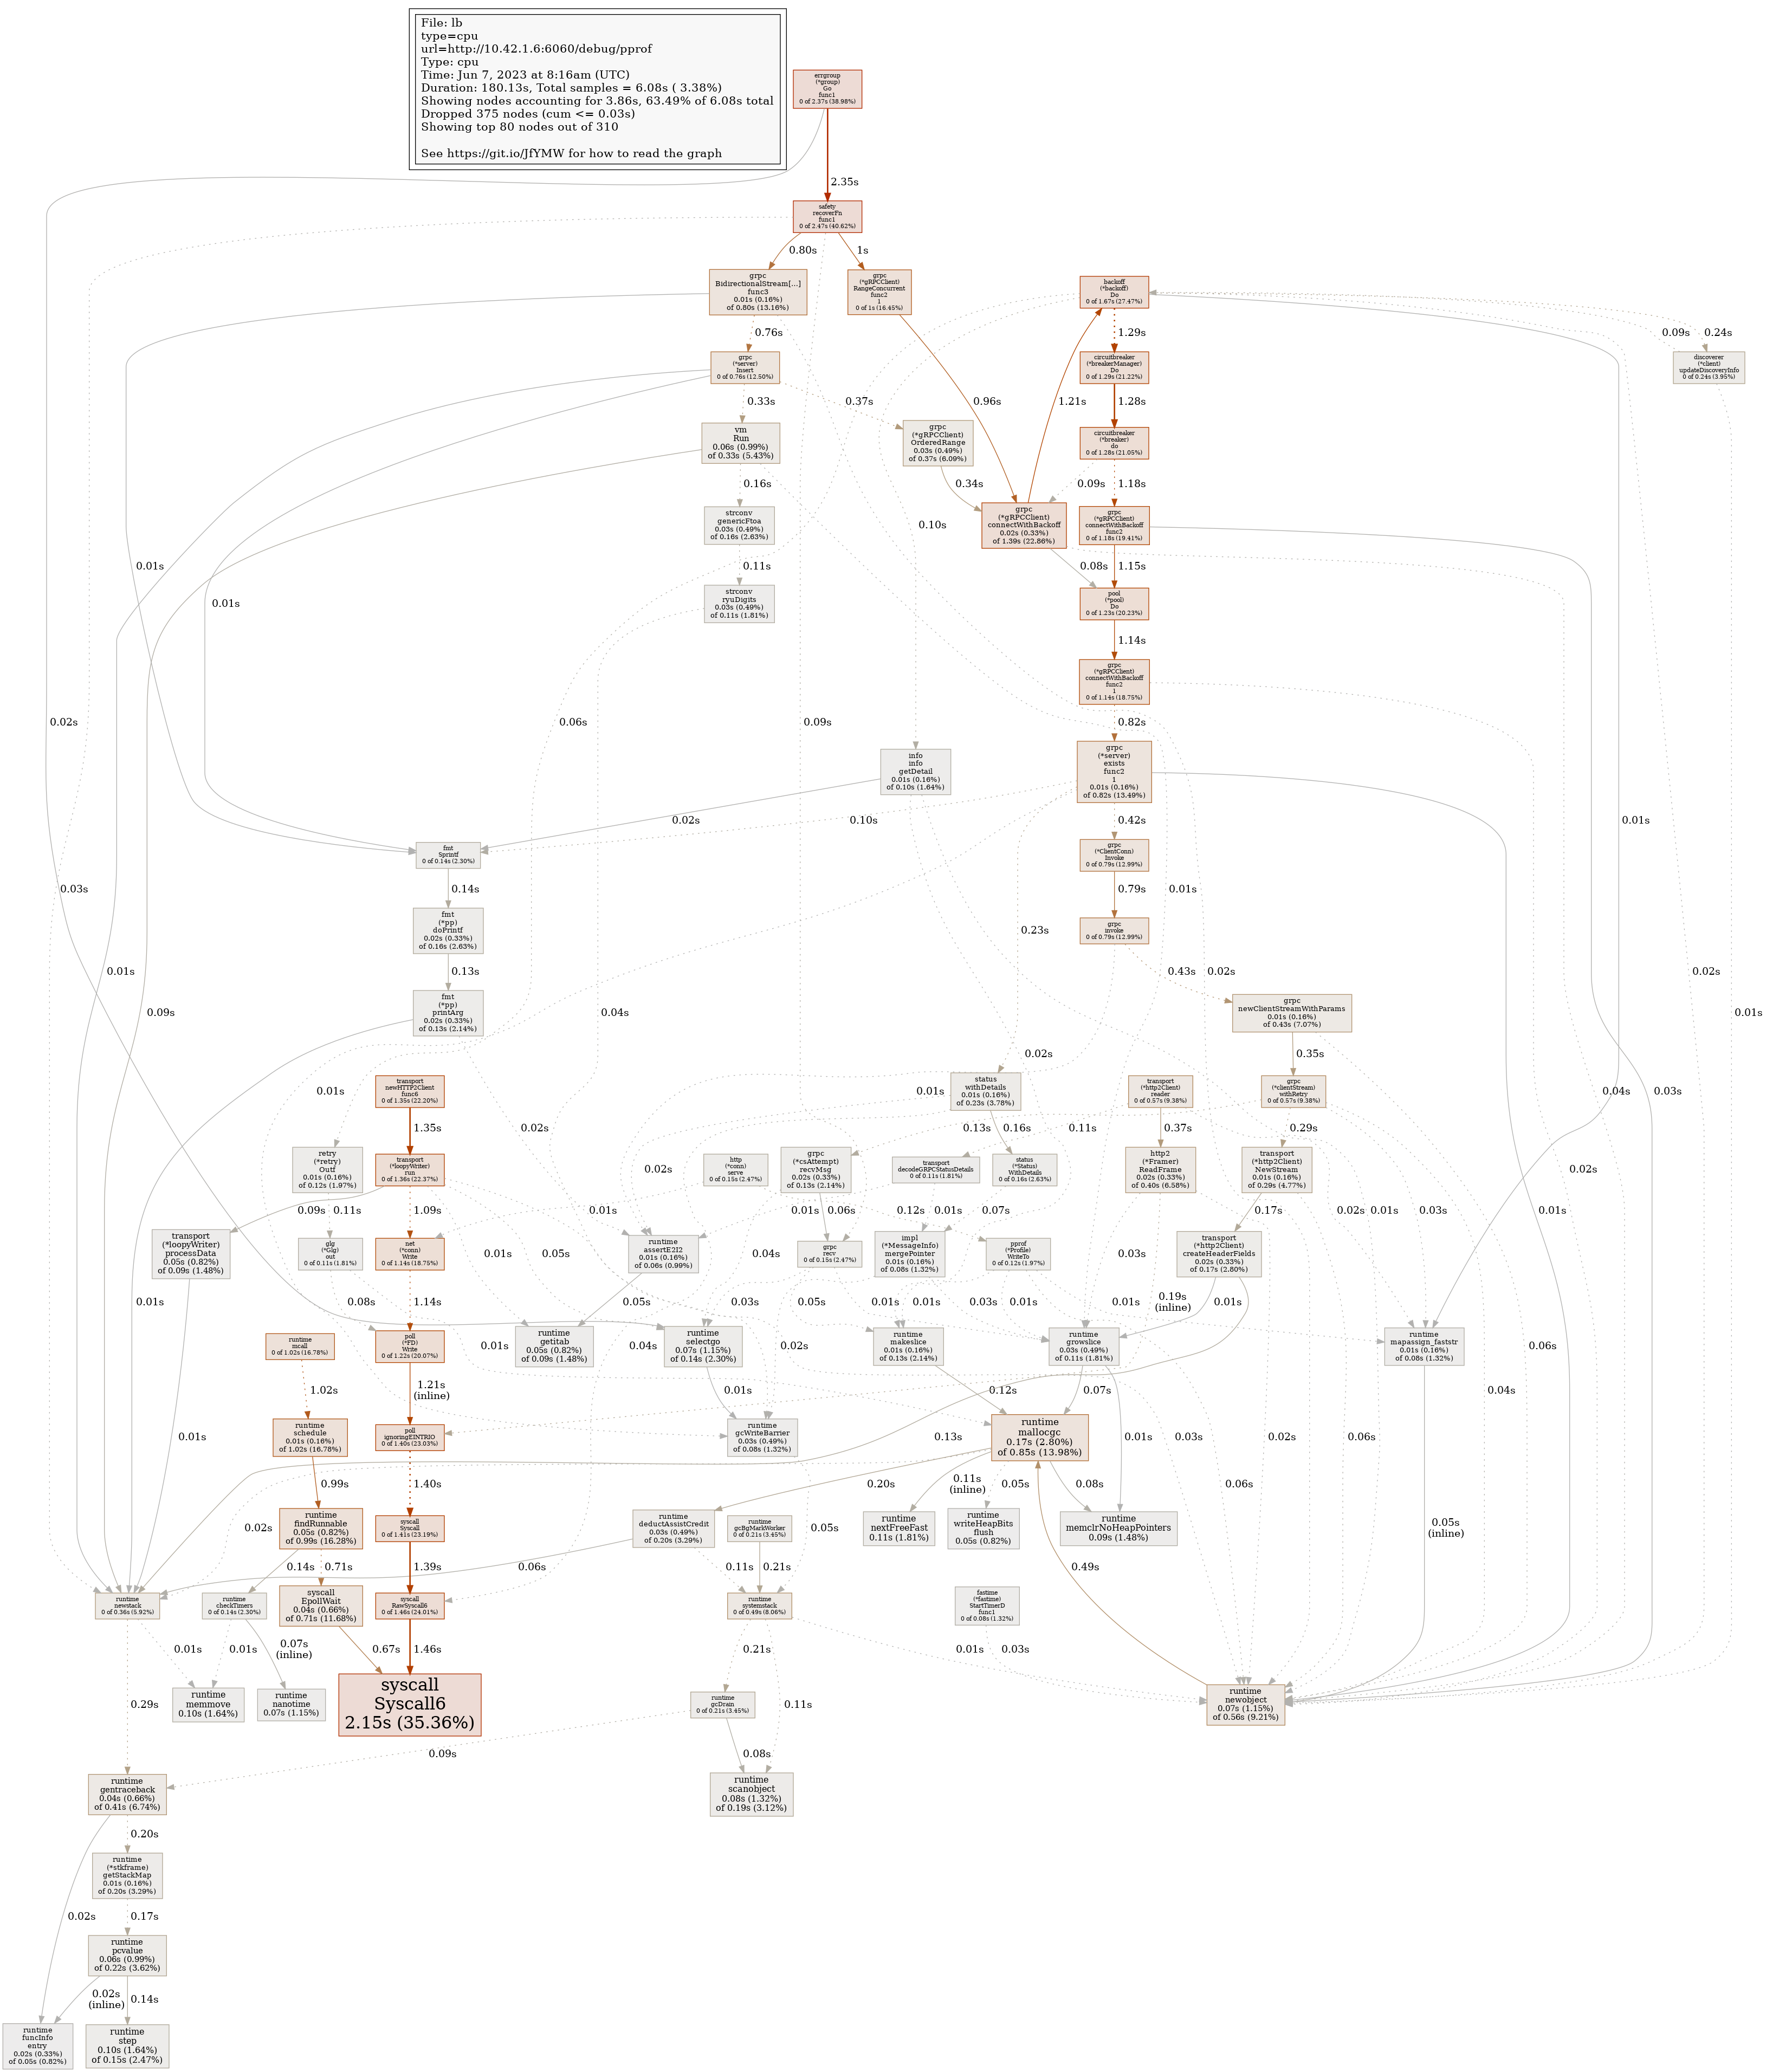 File: lb
type=cpu
url=http://10.42.1.6:6060/debug/pprof
Type: cpu
Time: Jun 7, 2023 at 8:16am (UTC)
Duration: 180.13s, Total samples = 6.08s ( 3.38%)
Showing nodes accounting for 3.86s, 63.49% of 6.08s total
Dropped 375 nodes (cum <= 0.03s)
Showing top 80 nodes out of 310
See https://git.io/JfYMW for how to read the graph
errgroup
(*group)
Go
func1
0 of 2.37s (38.98%)
2.35s
safety
recoverFn
func1
0 of 2.47s (40.62%)
0.80s
1s
grpc
BidirectionalStream[...]
func3
0.01s (0.16%)
of 0.80s (13.16%)
grpc
(*gRPCClient)
RangeConcurrent
func2
1
0 of 1s (16.45%)
backoff
(*backoff)
Do
0 of 1.67s (27.47%)
0.76s
1.29s
0.09s
0.24s
grpc
(*server)
Insert
0 of 0.76s (12.50%)
circuitbreaker
(*breakerManager)
Do
0 of 1.29s (21.22%)
discoverer
(*client)
updateDiscoveryInfo
0 of 0.24s (3.95%)
0.33s
0.37s
0.96s
1.21s
1.28s
vm
Run
0.06s (0.99%)
of 0.33s (5.43%)
grpc
(*gRPCClient)
OrderedRange
0.03s (0.49%)
of 0.37s (6.09%)
circuitbreaker
(*breaker)
do
0 of 1.28s (21.05%)
0.16s
0.34s
0.09s
1.18s
strconv
genericFtoa
0.03s (0.49%)
of 0.16s (2.63%)
0.10s
grpc
(*gRPCClient)
connectWithBackoff
0.02s (0.33%)
of 1.39s (22.86%)
grpc
(*gRPCClient)
connectWithBackoff
func2
0 of 1.18s (19.41%)
0.01s
0.11s
0.08s
1.15s
0.01s
strconv
ryuDigits
0.03s (0.49%)
of 0.11s (1.81%)
pool
(*pool)
Do
0 of 1.23s (20.23%)
1.14s
grpc
(*gRPCClient)
connectWithBackoff
func2
1
0 of 1.14s (18.75%)
0.02s
0.06s
0.09s
0.82s
info
info
getDetail
0.01s (0.16%)
of 0.10s (1.64%)
grpc
(*server)
exists
func2
1
0.01s (0.16%)
of 0.82s (13.49%)
0.02s
0.10s
0.42s
0.01s
fmt
Sprintf
0 of 0.14s (2.30%)
grpc
(*ClientConn)
Invoke
0 of 0.79s (12.99%)
0.03s
0.14s
0.01s
0.79s
fmt
(*pp)
doPrintf
0.02s (0.33%)
of 0.16s (2.63%)
0.23s
grpc
invoke
0 of 0.79s (12.99%)
0.01s
0.13s
0.43s
0.02s
0.02s
fmt
(*pp)
printArg
0.02s (0.33%)
of 0.13s (2.14%)
0.09s
0.04s
grpc
newClientStreamWithParams
0.01s (0.16%)
of 0.43s (7.07%)
0.01s
0.02s
0.35s
transport
newHTTP2Client
func6
0 of 1.35s (22.20%)
0.01s
0.01s
status
withDetails
0.01s (0.16%)
of 0.23s (3.78%)
transport
(*http2Client)
reader
0 of 0.57s (9.38%)
grpc
(*clientStream)
withRetry
0 of 0.57s (9.38%)
0.04s
0.03s
1.35s
0.02s
0.16s
0.13s
0.11s
0.37s
0.29s
retry
(*retry)
Outf
0.01s (0.16%)
of 0.12s (1.97%)
transport
(*loopyWriter)
run
0 of 1.36s (22.37%)
0.02s
http
(*conn)
serve
0 of 0.15s (2.47%)
grpc
(*csAttempt)
recvMsg
0.02s (0.33%)
of 0.13s (2.14%)
transport
decodeGRPCStatusDetails
0 of 0.11s (1.81%)
status
(*Status)
WithDetails
0 of 0.16s (2.63%)
http2
(*Framer)
ReadFrame
0.02s (0.33%)
of 0.40s (6.58%)
transport
(*http2Client)
NewStream
0.01s (0.16%)
of 0.29s (4.77%)
0.02s
0.09s
0.11s
1.09s
0.01s
0.01s
0.12s
0.06s
0.01s
0.07s
0.17s
0.02s
0.01s
0.03s
transport
(*loopyWriter)
processData
0.05s (0.82%)
of 0.09s (1.48%)
glg
(*Glg)
out
0 of 0.11s (1.81%)
net
(*conn)
Write
0 of 1.14s (18.75%)
0.01s
0.05s
runtime
assertE2I2
0.01s (0.16%)
of 0.06s (0.99%)
0.04s
grpc
recv
0 of 0.15s (2.47%)
impl
(*MessageInfo)
mergePointer
0.01s (0.16%)
of 0.08s (1.32%)
pprof
(*Profile)
WriteTo
0 of 0.12s (1.97%)
0.03s
transport
(*http2Client)
createHeaderFields
0.02s (0.33%)
of 0.17s (2.80%)
0.01s
0.08s
1.14s
0.05s
0.03s
0.05s
0.01s
0.01s
0.03s
0.01s
0.01s
0.19s
(inline)
0.01s
runtime
mcall
0 of 1.02s (16.78%)
poll
(*FD)
Write
0 of 1.22s (20.07%)
0.01s
runtime
getitab
0.05s (0.82%)
of 0.09s (1.48%)
0.04s
runtime
selectgo
0.07s (1.15%)
of 0.14s (2.30%)
0.02s
0.02s
runtime
makeslice
0.01s (0.16%)
of 0.13s (2.14%)
runtime
growslice
0.03s (0.49%)
of 0.11s (1.81%)
runtime
mapassign_faststr
0.01s (0.16%)
of 0.08s (1.32%)
0.06s
1.02s
1.21s
(inline)
0.01s
0.12s
0.07s
0.04s
runtime
schedule
0.01s (0.16%)
of 1.02s (16.78%)
poll
ignoringEINTRIO
0 of 1.40s (23.03%)
runtime
gcWriteBarrier
0.03s (0.49%)
of 0.08s (1.32%)
0.13s
runtime
mallocgc
0.17s (2.80%)
of 0.85s (13.98%)
0.01s
0.03s
0.02s
0.06s
0.01s
0.99s
1.40s
0.20s
0.11s
(inline)
0.05s
0.08s
0.06s
runtime
findRunnable
0.05s (0.82%)
of 0.99s (16.28%)
0.02s
syscall
Syscall
0 of 1.41s (23.19%)
runtime
deductAssistCredit
0.03s (0.49%)
of 0.20s (3.29%)
runtime
gcBgMarkWorker
0 of 0.21s (3.45%)
0.05s
runtime
nextFreeFast
0.11s (1.81%)
runtime
writeHeapBits
flush
0.05s (0.82%)
runtime
memclrNoHeapPointers
0.09s (1.48%)
0.05s
(inline)
0.14s
0.71s
1.39s
0.06s
0.11s
0.21s
0.49s
runtime
newstack
0 of 0.36s (5.92%)
runtime
checkTimers
0 of 0.14s (2.30%)
syscall
EpollWait
0.04s (0.66%)
of 0.71s (11.68%)
syscall
RawSyscall6
0 of 1.46s (24.01%)
runtime
systemstack
0 of 0.49s (8.06%)
fastime
(*fastime)
StartTimerD
func1
0 of 0.08s (1.32%)
0.01s
0.01s
0.07s
(inline)
0.67s
1.46s
0.21s
0.01s
0.03s
0.29s
runtime
memmove
0.10s (1.64%)
runtime
nanotime
0.07s (1.15%)
syscall
Syscall6
2.15s (35.36%)
runtime
gcDrain
0 of 0.21s (3.45%)
0.11s
runtime
newobject
0.07s (1.15%)
of 0.56s (9.21%)
0.09s
0.08s
runtime
gentraceback
0.04s (0.66%)
of 0.41s (6.74%)
runtime
scanobject
0.08s (1.32%)
of 0.19s (3.12%)
0.20s
runtime
(*stkframe)
getStackMap
0.01s (0.16%)
of 0.20s (3.29%)
0.02s
0.17s
runtime
pcvalue
0.06s (0.99%)
of 0.22s (3.62%)
0.02s
(inline)
0.14s
runtime
funcInfo
entry
0.02s (0.33%)
of 0.05s (0.82%)
runtime
step
0.10s (1.64%)
of 0.15s (2.47%)